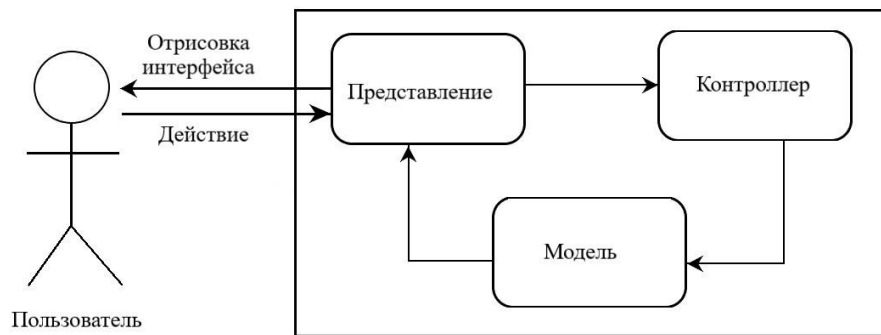 Отрисовка
интерфейса
Представление
Контроллер
Действие
Модель
Пользователь